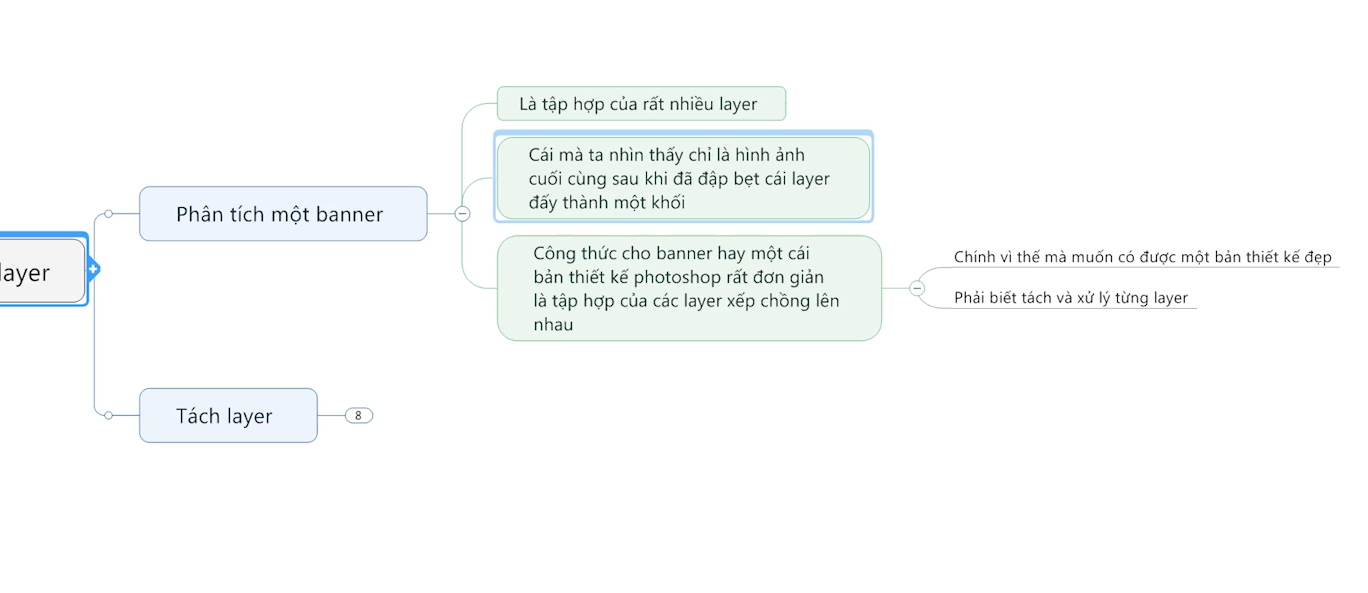 layer
Phân tích một banner
Là tập hợp của rất nhiều layer
Cái mà ta nhìn thấy chỉ là hình ảnh
cuối cùng sau khi đã đập bẹt cái layer
đấy thành một khối
Công thức cho banner hay một cái
bản thiết kế photoshop rất đơn giản
là tập hợp của các layer xếp chồng lên
nhau
Chính vì thế mà muốn có được một bản thiết kế đẹp
Phải biết tách và xử lý từng layer
Tách layer
8